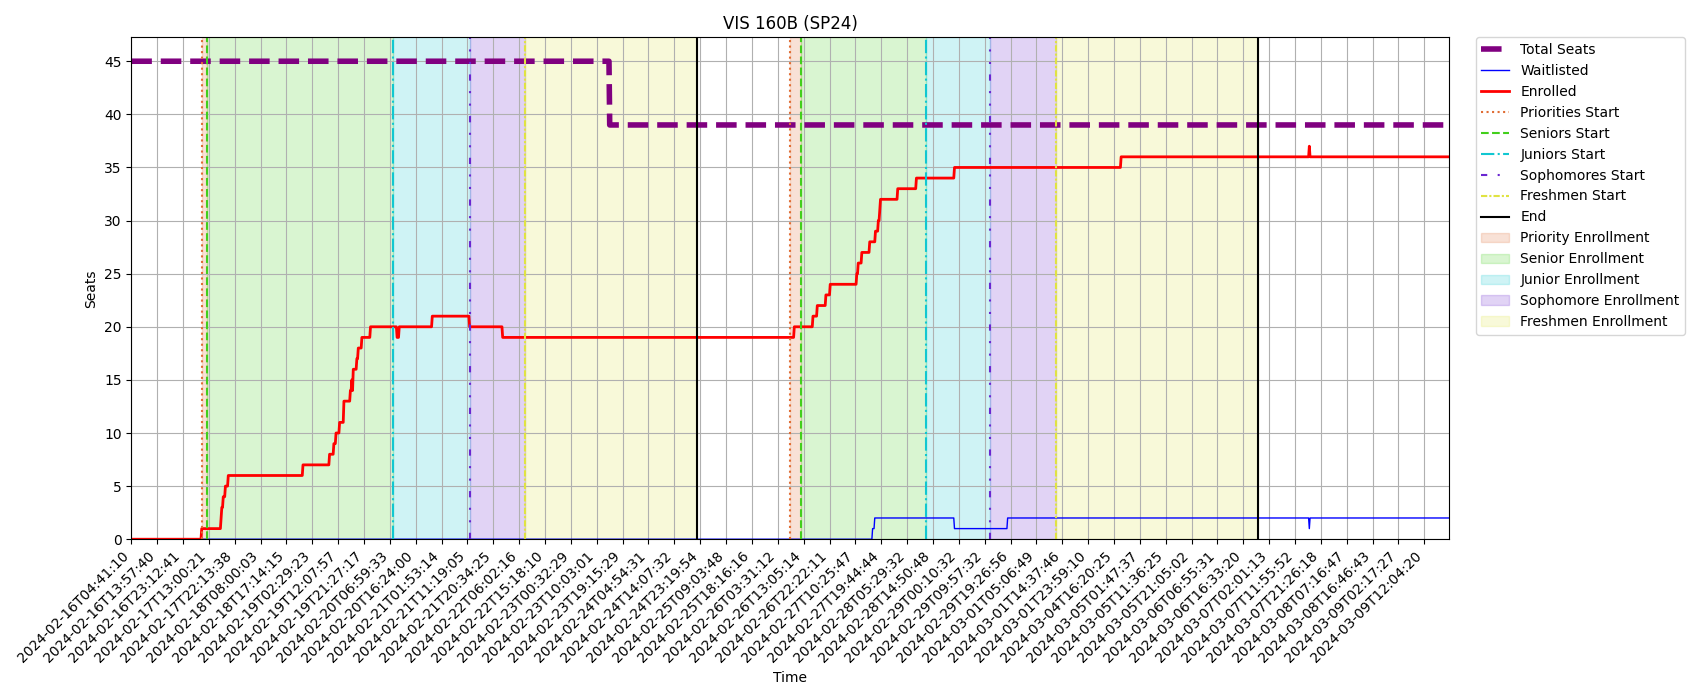 VIS 160B (SP24)
Seats
45
40
35
30
25
20
15
10
5
0
2024-02-16T04:41:10
2024-02-16T13:57:40
2024-02-16T23:12:41
2024-02-17T13:00:21
2024-02-17T22:13:38
2024-02-18T08:00:03
2024-02-18T17:14:15
2024-02-19T02:29:23
2024-02-19T12:07:57
2024-02-19T21:27:17
2024-02-20T06:59:33
2024-02-20T16:24:00
2024-02-21T01:53:14
2024-02-21T11:19:05
2024-02-21T20:34:25
2024-02-22T06:02:16
2024-02-22T15:18:10
2024-02-23T00:32:29
2024-02-23T10:03:01
2024-02-23T19:15:29
2024-02-24T04:54:31
2024-02-24T14:07:32
2024-02-24T23:19:54
2024-02-25T09:03:48
2024-02-25T18:16:16
2024-02-26T03:31:12
2024-02-26T13:05:14
2024-02-26T22:22:11
2024-02-27T10:25:47
2024-02-27T19:44:44
2024-02-28T05:29:32
2024-02-28T14:50:48
2024-02-29T00:10:32
2024-02-29T09:57:32
2024-02-29T19:26:56
2024-03-01T05:06:49
2024-03-01T14:37:46
2024-03-01T23:59:10
2024-03-04T16:20:25
2024-03-05T01:47:37
2024-03-05T11:36:25
2024-03-05T21:05:02
2024-03-06T06:55:31
2024-03-06T16:33:20
2024-03-07T02:01:13
2024-03-07T11:55:52
2024-03-07T21:26:18
2024-03-08T07:16:47
2024-03-08T16:46:43
2024-03-09T02:17:27
2024-03-09T12:04:20
Time
Total Seats
Waitlisted
Enrolled
Priorities Start
Seniors Start
Juniors Start
Sophomores Start
Freshmen Start
End
Priority Enrollment
Senior Enrollment
Junior Enrollment
Sophomore Enrollment
Freshmen Enrollment